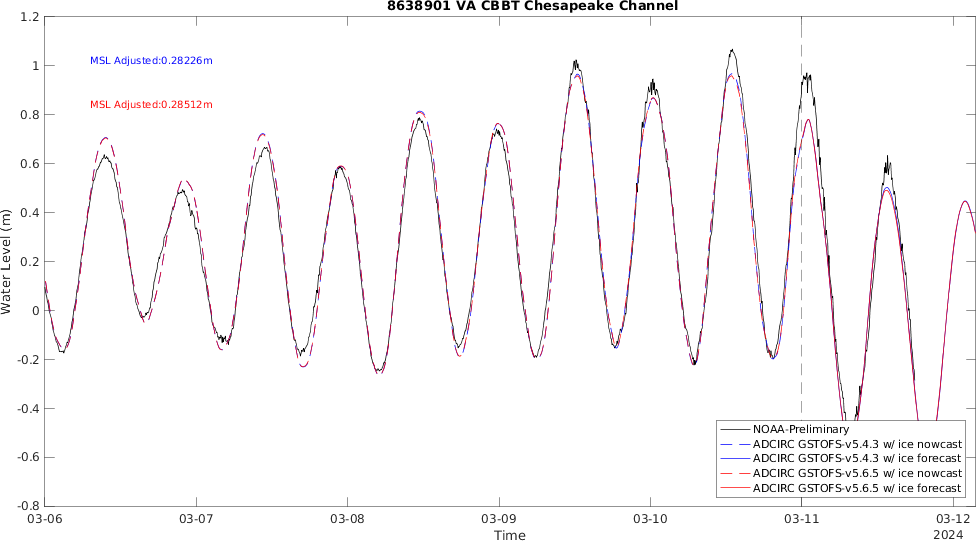 8638901 VA CBBT Chesapeake Channel
1.2
1
0.8
0.6
0.4
0.2
0
-0.2
-0.4
-0.6
-0.8
Water Level (m)
MSL Adjusted:0.28226m
MSL Adjusted:0.28512m
NOAA-Preliminary
ADCIRC GSTOFS-v5.4.3 w/ ice nowcast
ADCIRC GSTOFS-v5.4.3 w/ ice forecast
ADCIRC GSTOFS-v5.6.5 w/ ice nowcast
ADCIRC GSTOFS-v5.6.5 w/ ice forecast
03-06 03-07 03-08 03-09 03-10 03-11 03-12
Time
2024